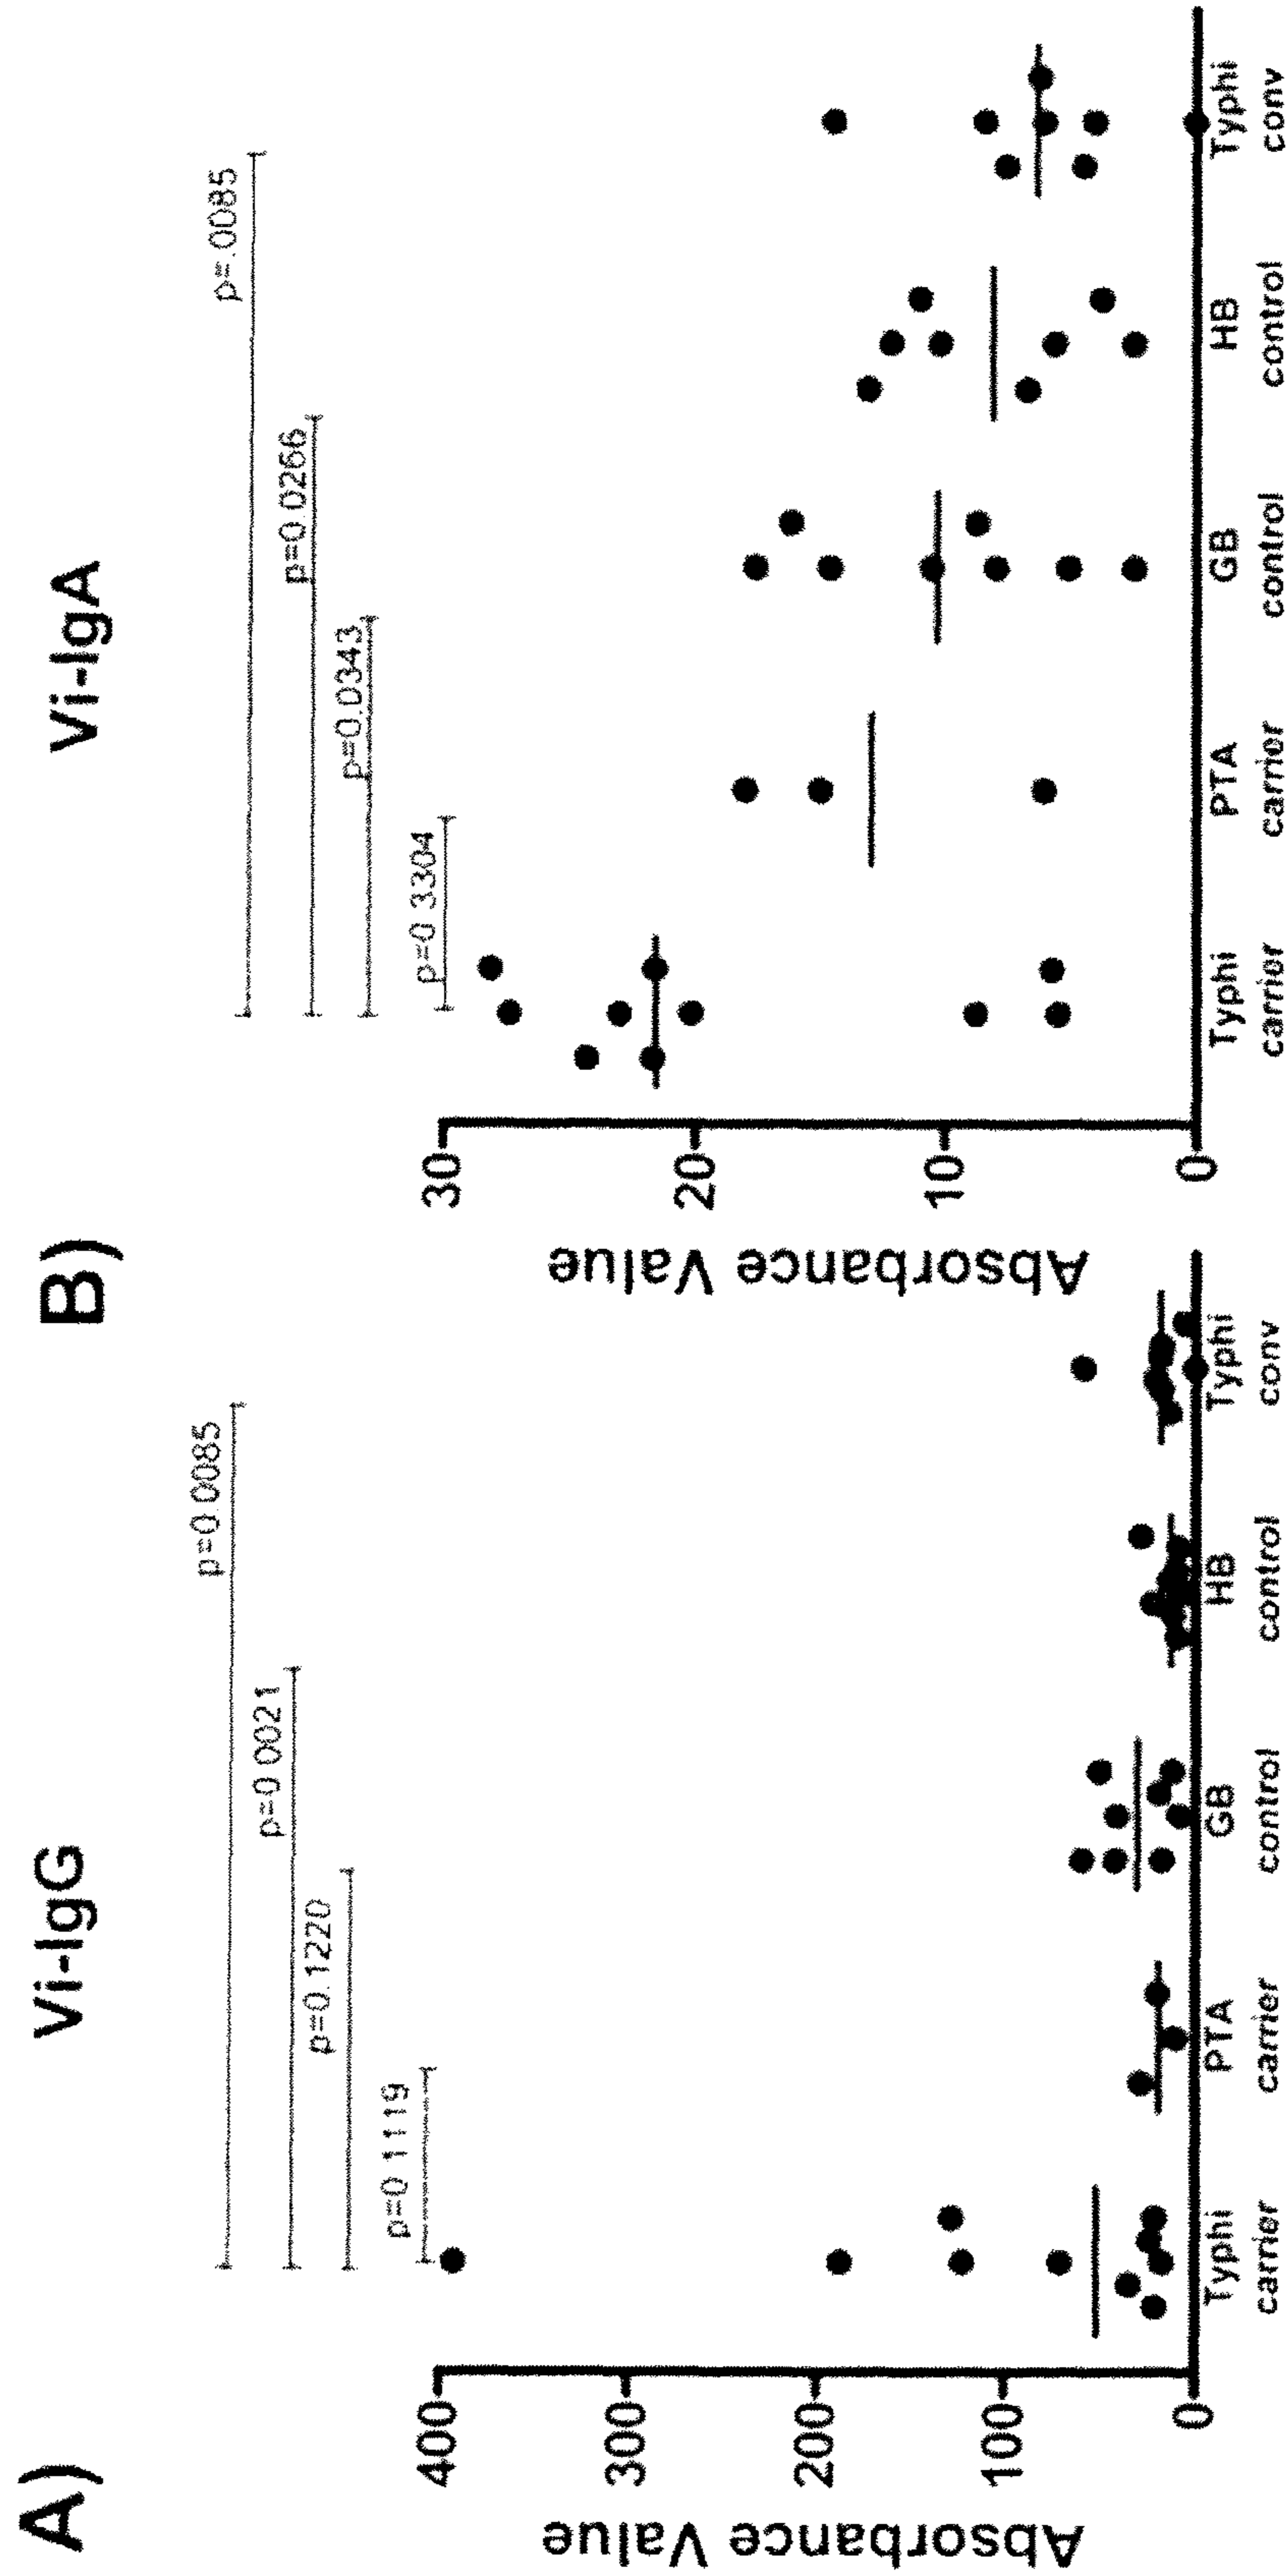 A)
Vi-IgG
p=0.0085
p=0 0021
p=0.1220
p=0 1119
Absorbance Value
400
300
200
100
0
Typhi
carrier
PTA
carrier
GB
control
HB
control
Typhi
conv
B)
Vi-IgA
p=.0085
p=0.0266
p=0.0343
p=0 3304
Absorbance Value
30
20
10
0
Typhi
carrier
PTA
carrier
GB
control
HB
control
Typhi
conv